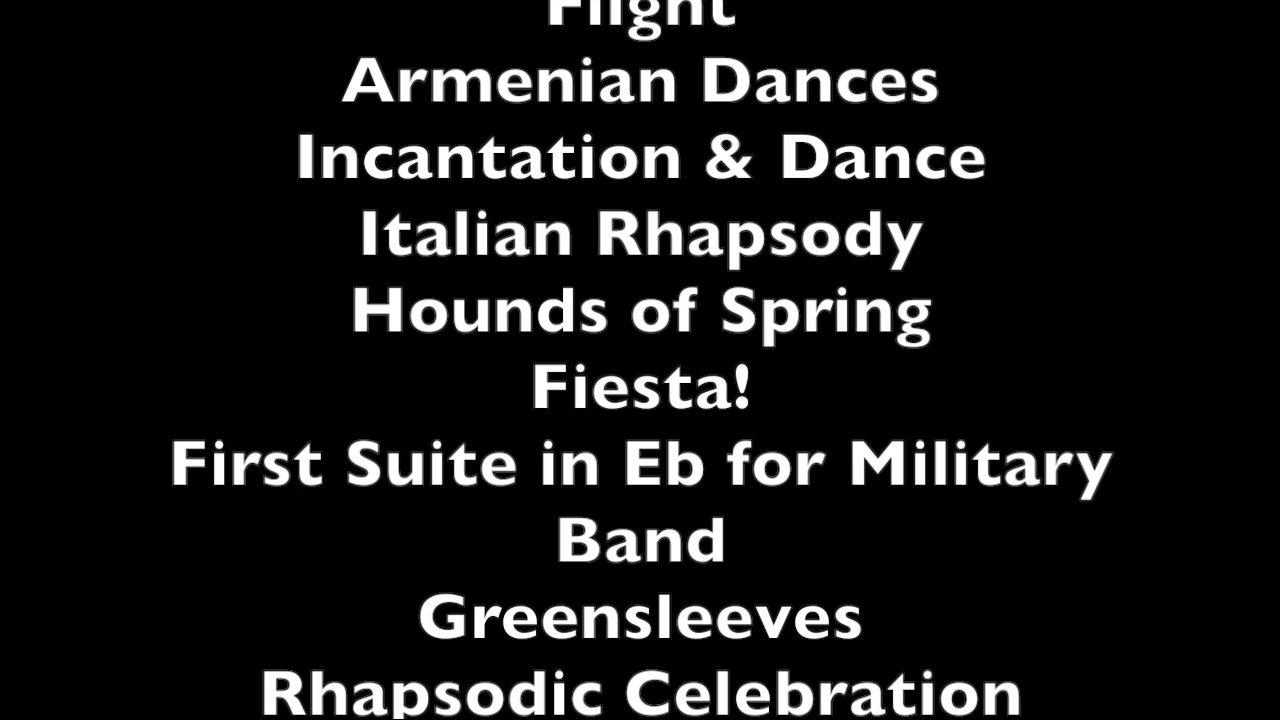 Flight
Armenian Dances
Incantation & Dance
Italian Rhapsody
Hounds of Spring
Fiesta!
First Suite in Eb for Military
Band
Greensleeves
Rhapsodic Celebration